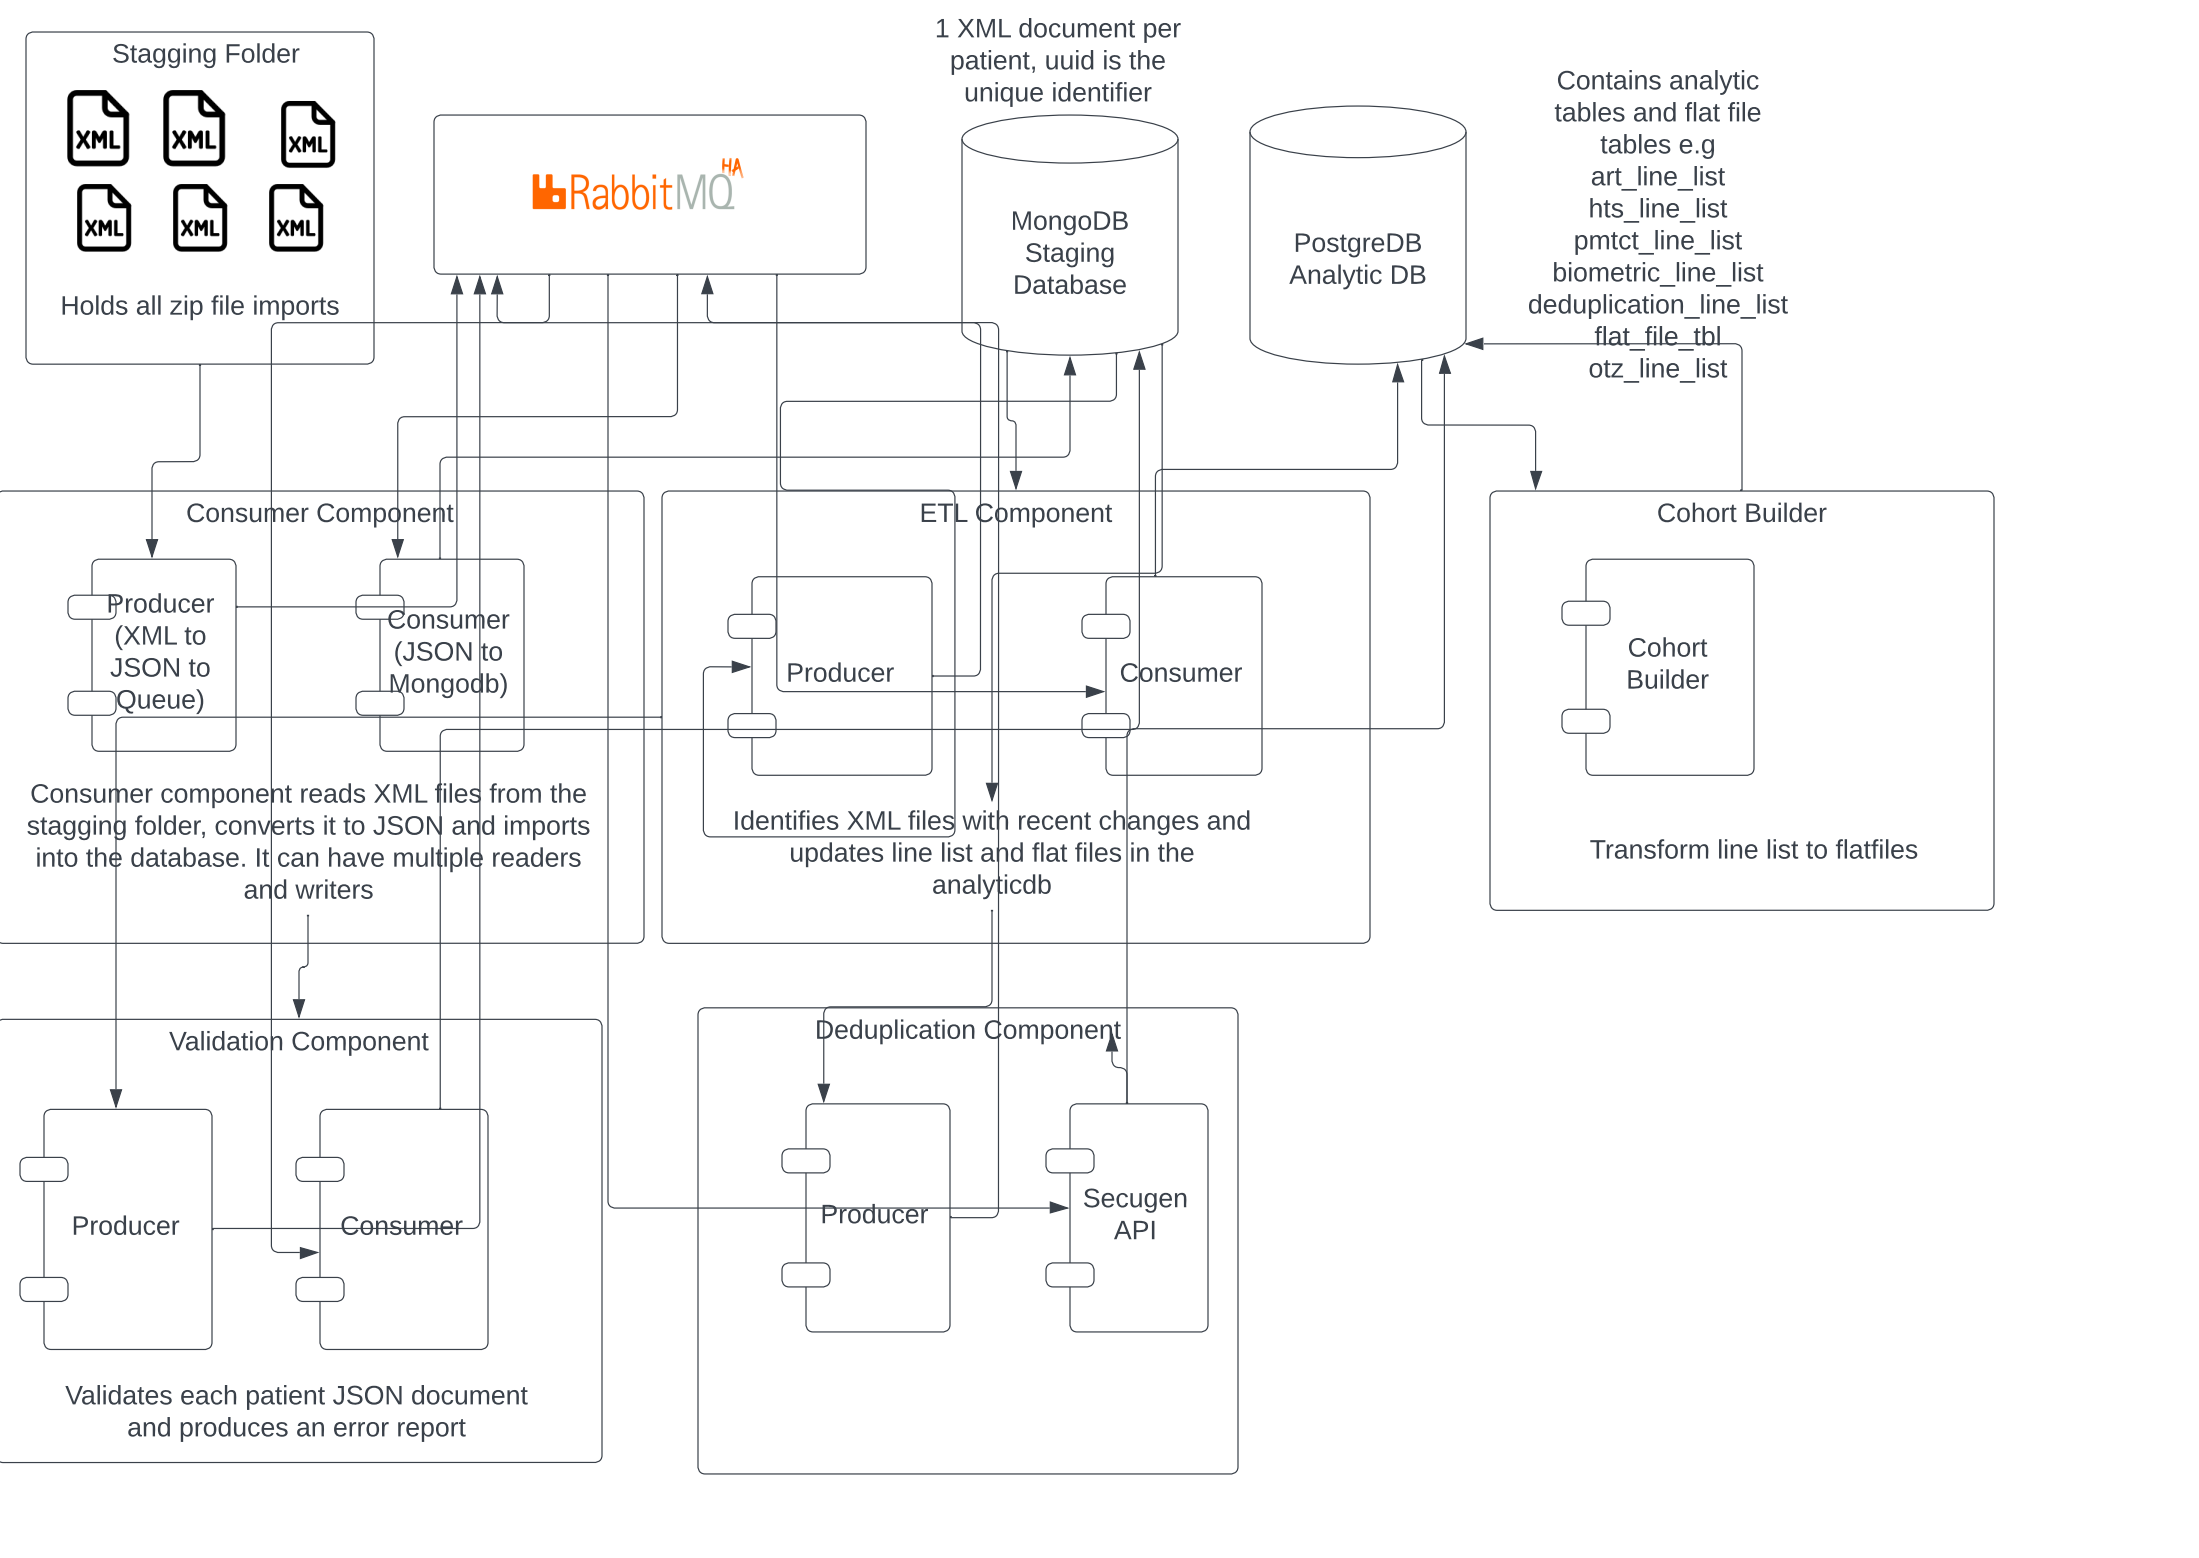 Stagging Folder
XML
XML
XML
XML
XML
XML
Holds all zip file imports
RabbitMQ HA
1 XML document per
patient, uuid is the
unique identifier
MongoDB
Staging
Database
PostgreDB
Analytic DB
Contains analytic
tables and flat file
tables e.g
art_line_list
hts_line_list
pmtct_line_list
biometric_line_list
deduplication_line_list
flat_file_tbl
otz_line_list
Consumer Component
Producer
(XML to
JSON to
Queue)
Consumer
(JSON to
Mongodb)
Consumer component reads XML files from the
stagging folder, converts it to JSON and imports
into the database. It can have multiple readers
and writers
ETL Component
Producer
Consumer
Identifies XML files with recent changes and
updates line list and flat files in the
analyticdb
Cohort Builder
Cohort
Builder
Transform line list to flatfiles
Validation Component
Producer
Consumer
Validates each patient JSON document
and produces an error report
Deduplication Component
Producer
Secugen
API